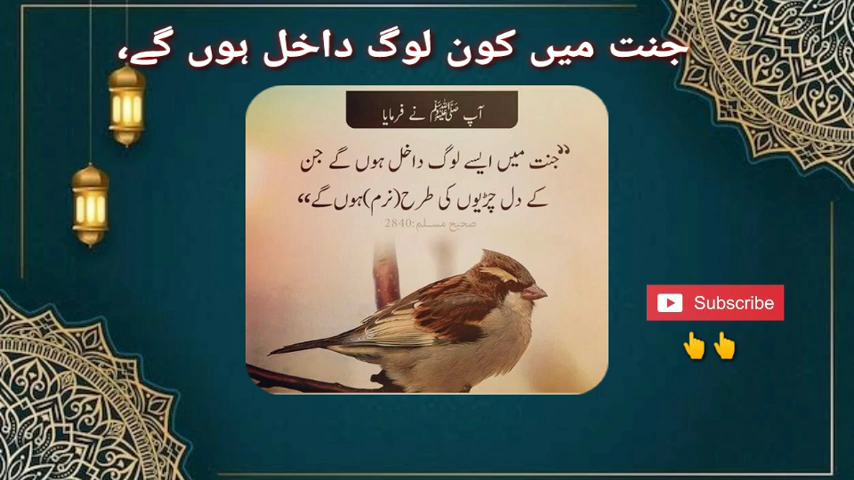 جنت میں کون لوگ داخل ہوں گے،
آپ ﷺ نے فرمایا
”جنت میں ایسے لوگ داخل ہوں گے جن
کے دل چڑیوں کی طرح(نرم)ہوں گے“
صحیح مسلم:2840
Subscribe